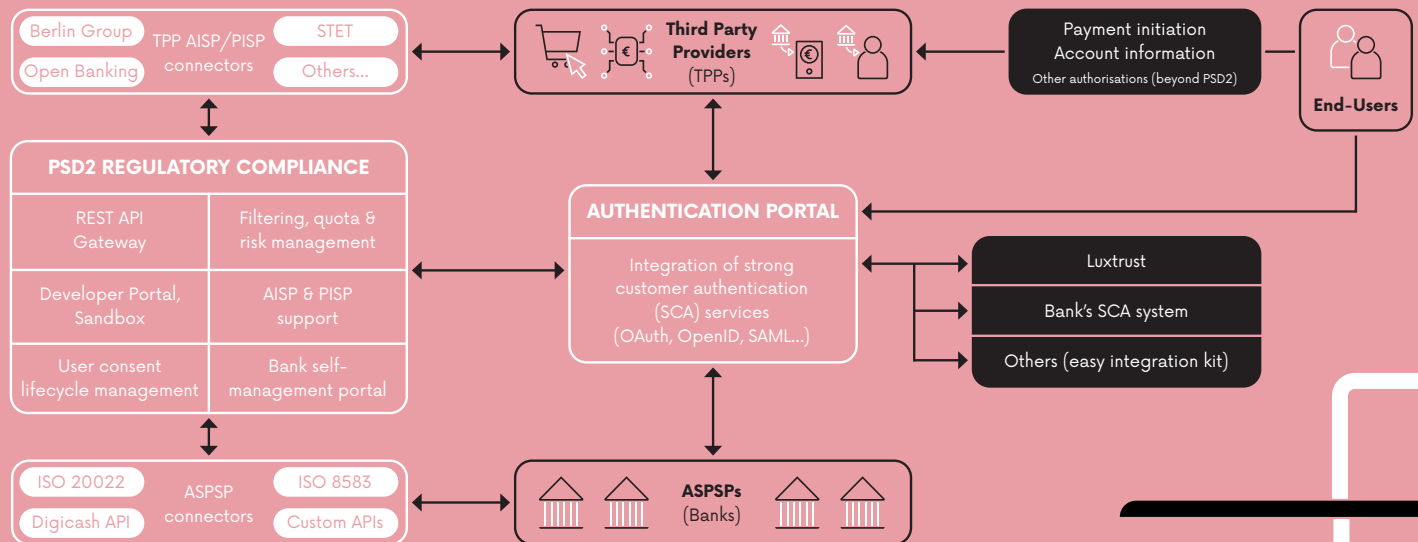 Berlin Group
TPP AISP/PISP
connectors
STET
Open Banking
Others...
Third Party
Providers
(TPPs)
€
€
Payment initiation
Account information
Other authorisations (beyond PSD2)
End-Users
PSD2 REGULATORY COMPLIANCE
REST API
Gateway
Filtering, quota &
risk management
Developer Portal,
Sandbox
AISP & PISP
support
User consent
lifecycle management
Bank self-
management portal
AUTHENTICATION PORTAL
Integration of strong
customer authentication
(SCA) services
(OAuth, OpenID, SAML...)
Luxtrust
Bank's SCA system
Others (easy integration kit)
ISO 20022
ASPSP
connectors
ISO 8583
Digicash API
Custom APIs
ASPSPs
(Banks)